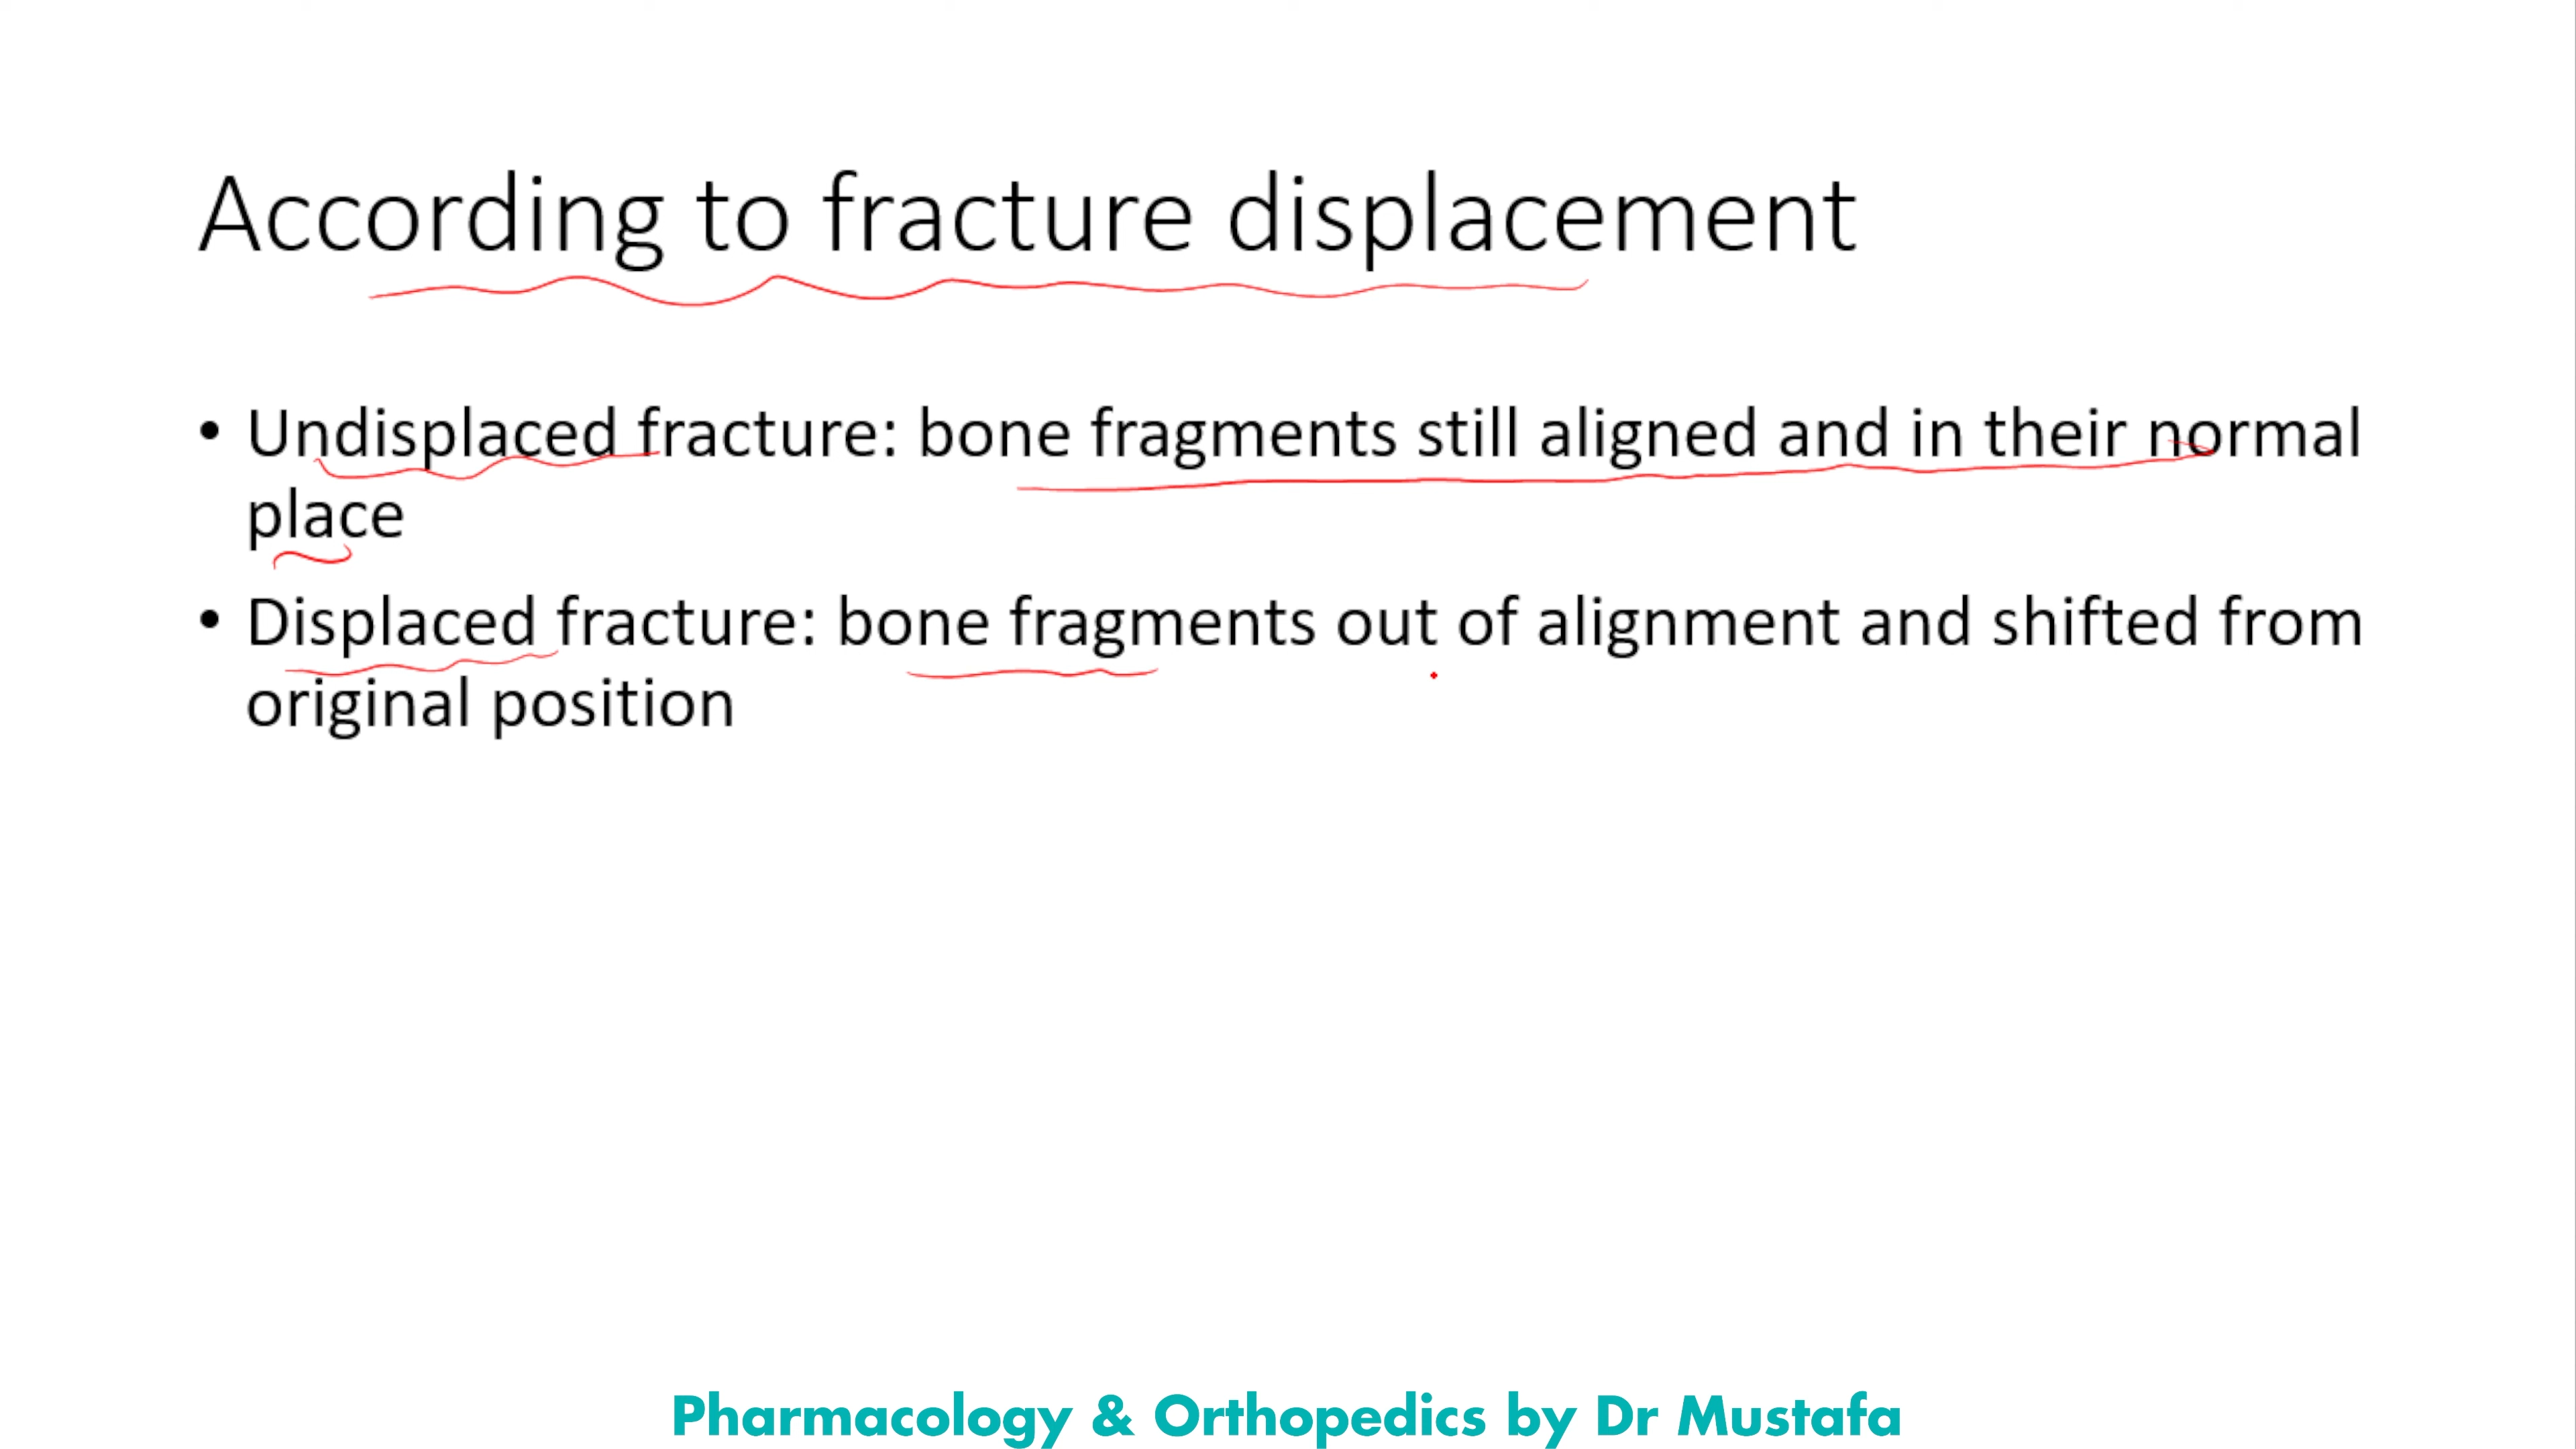 According to fracture displacement
• Undisplaced fracture: bone fragments still aligned and in their normal
place
• Displaced fracture: bone fragments out of alignment and shifted from
original position
Pharmacology & Orthopedics by Dr Mustafa